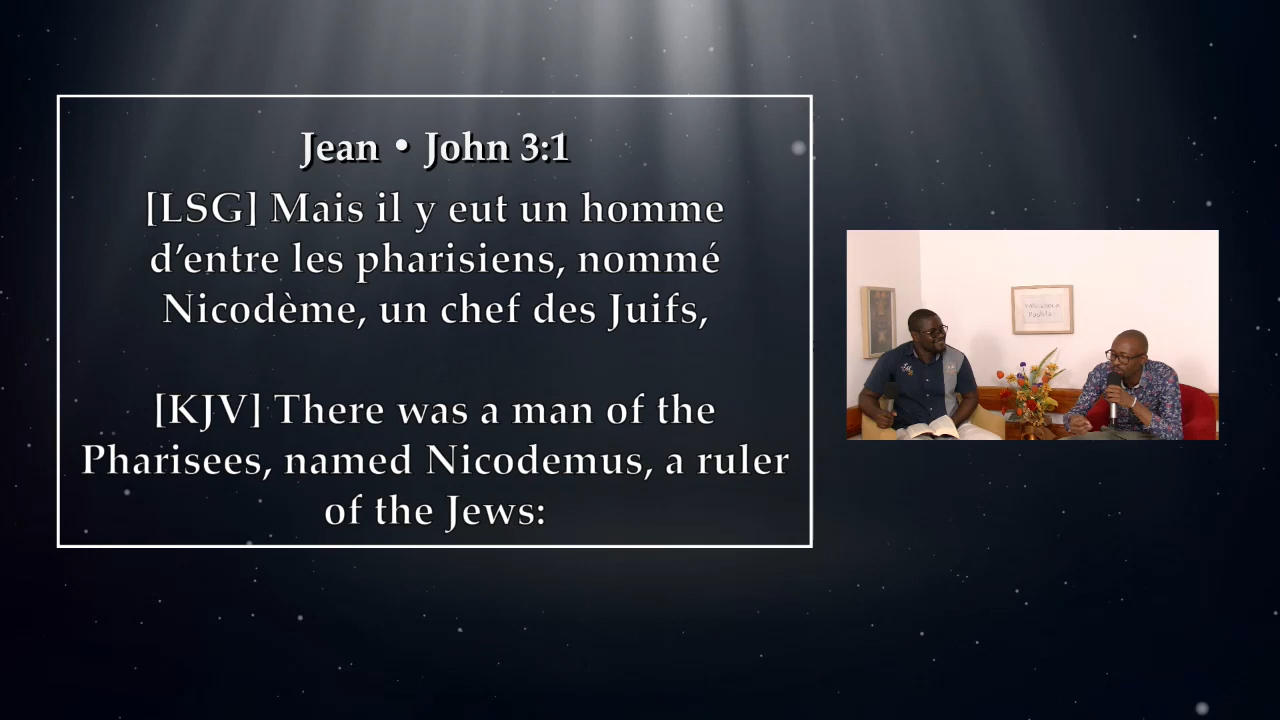 Jean • John 3:1
[LSG] Mais il y eut un homme
d’entre les pharisiens, nommé
Nicodème, un chef des Juifs,
[KJV] There was a man of the
Pharisees, named Nicodemus, a ruler
of the Jews: